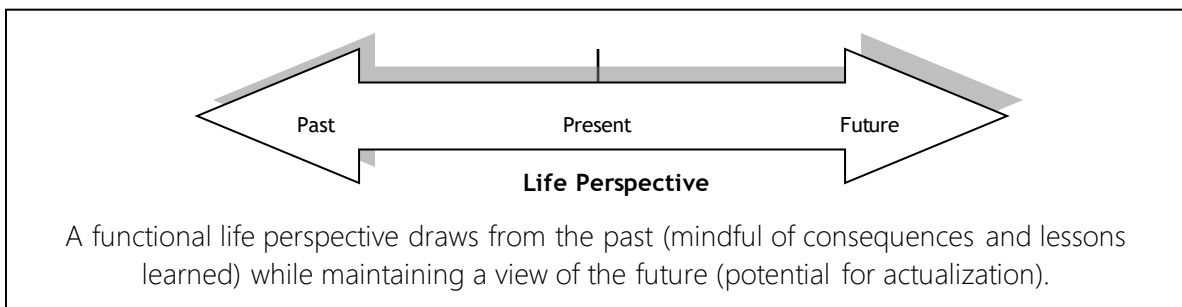 Past Present Future
Life Perspective
A functional life perspective draws from the past (mindful of consequences and lessons
learned) while maintaining a view of the future (potential for actualization).